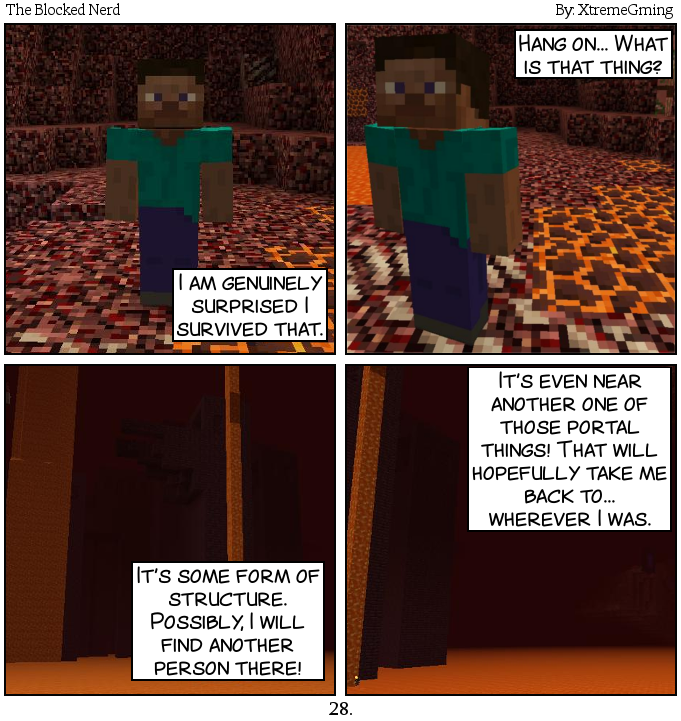 The Blocked Nerd
By: XtremeGming
I AM GENUINELY
SURPRISED I
SURVIVED THAT.
HANG ON... WHAT
IS THAT THING?
IT'S SOME FORM OF
STRUCTURE.
POSSIBLY, I WILL
FIND ANOTHER
PERSON THERE!
IT'S EVEN NEAR
ANOTHER ONE OF
THOSE PORTAL
THINGS! THAT WILL
HOPEFULLY TAKE ME
BACK TO...
WHEREVER I WAS.
28.